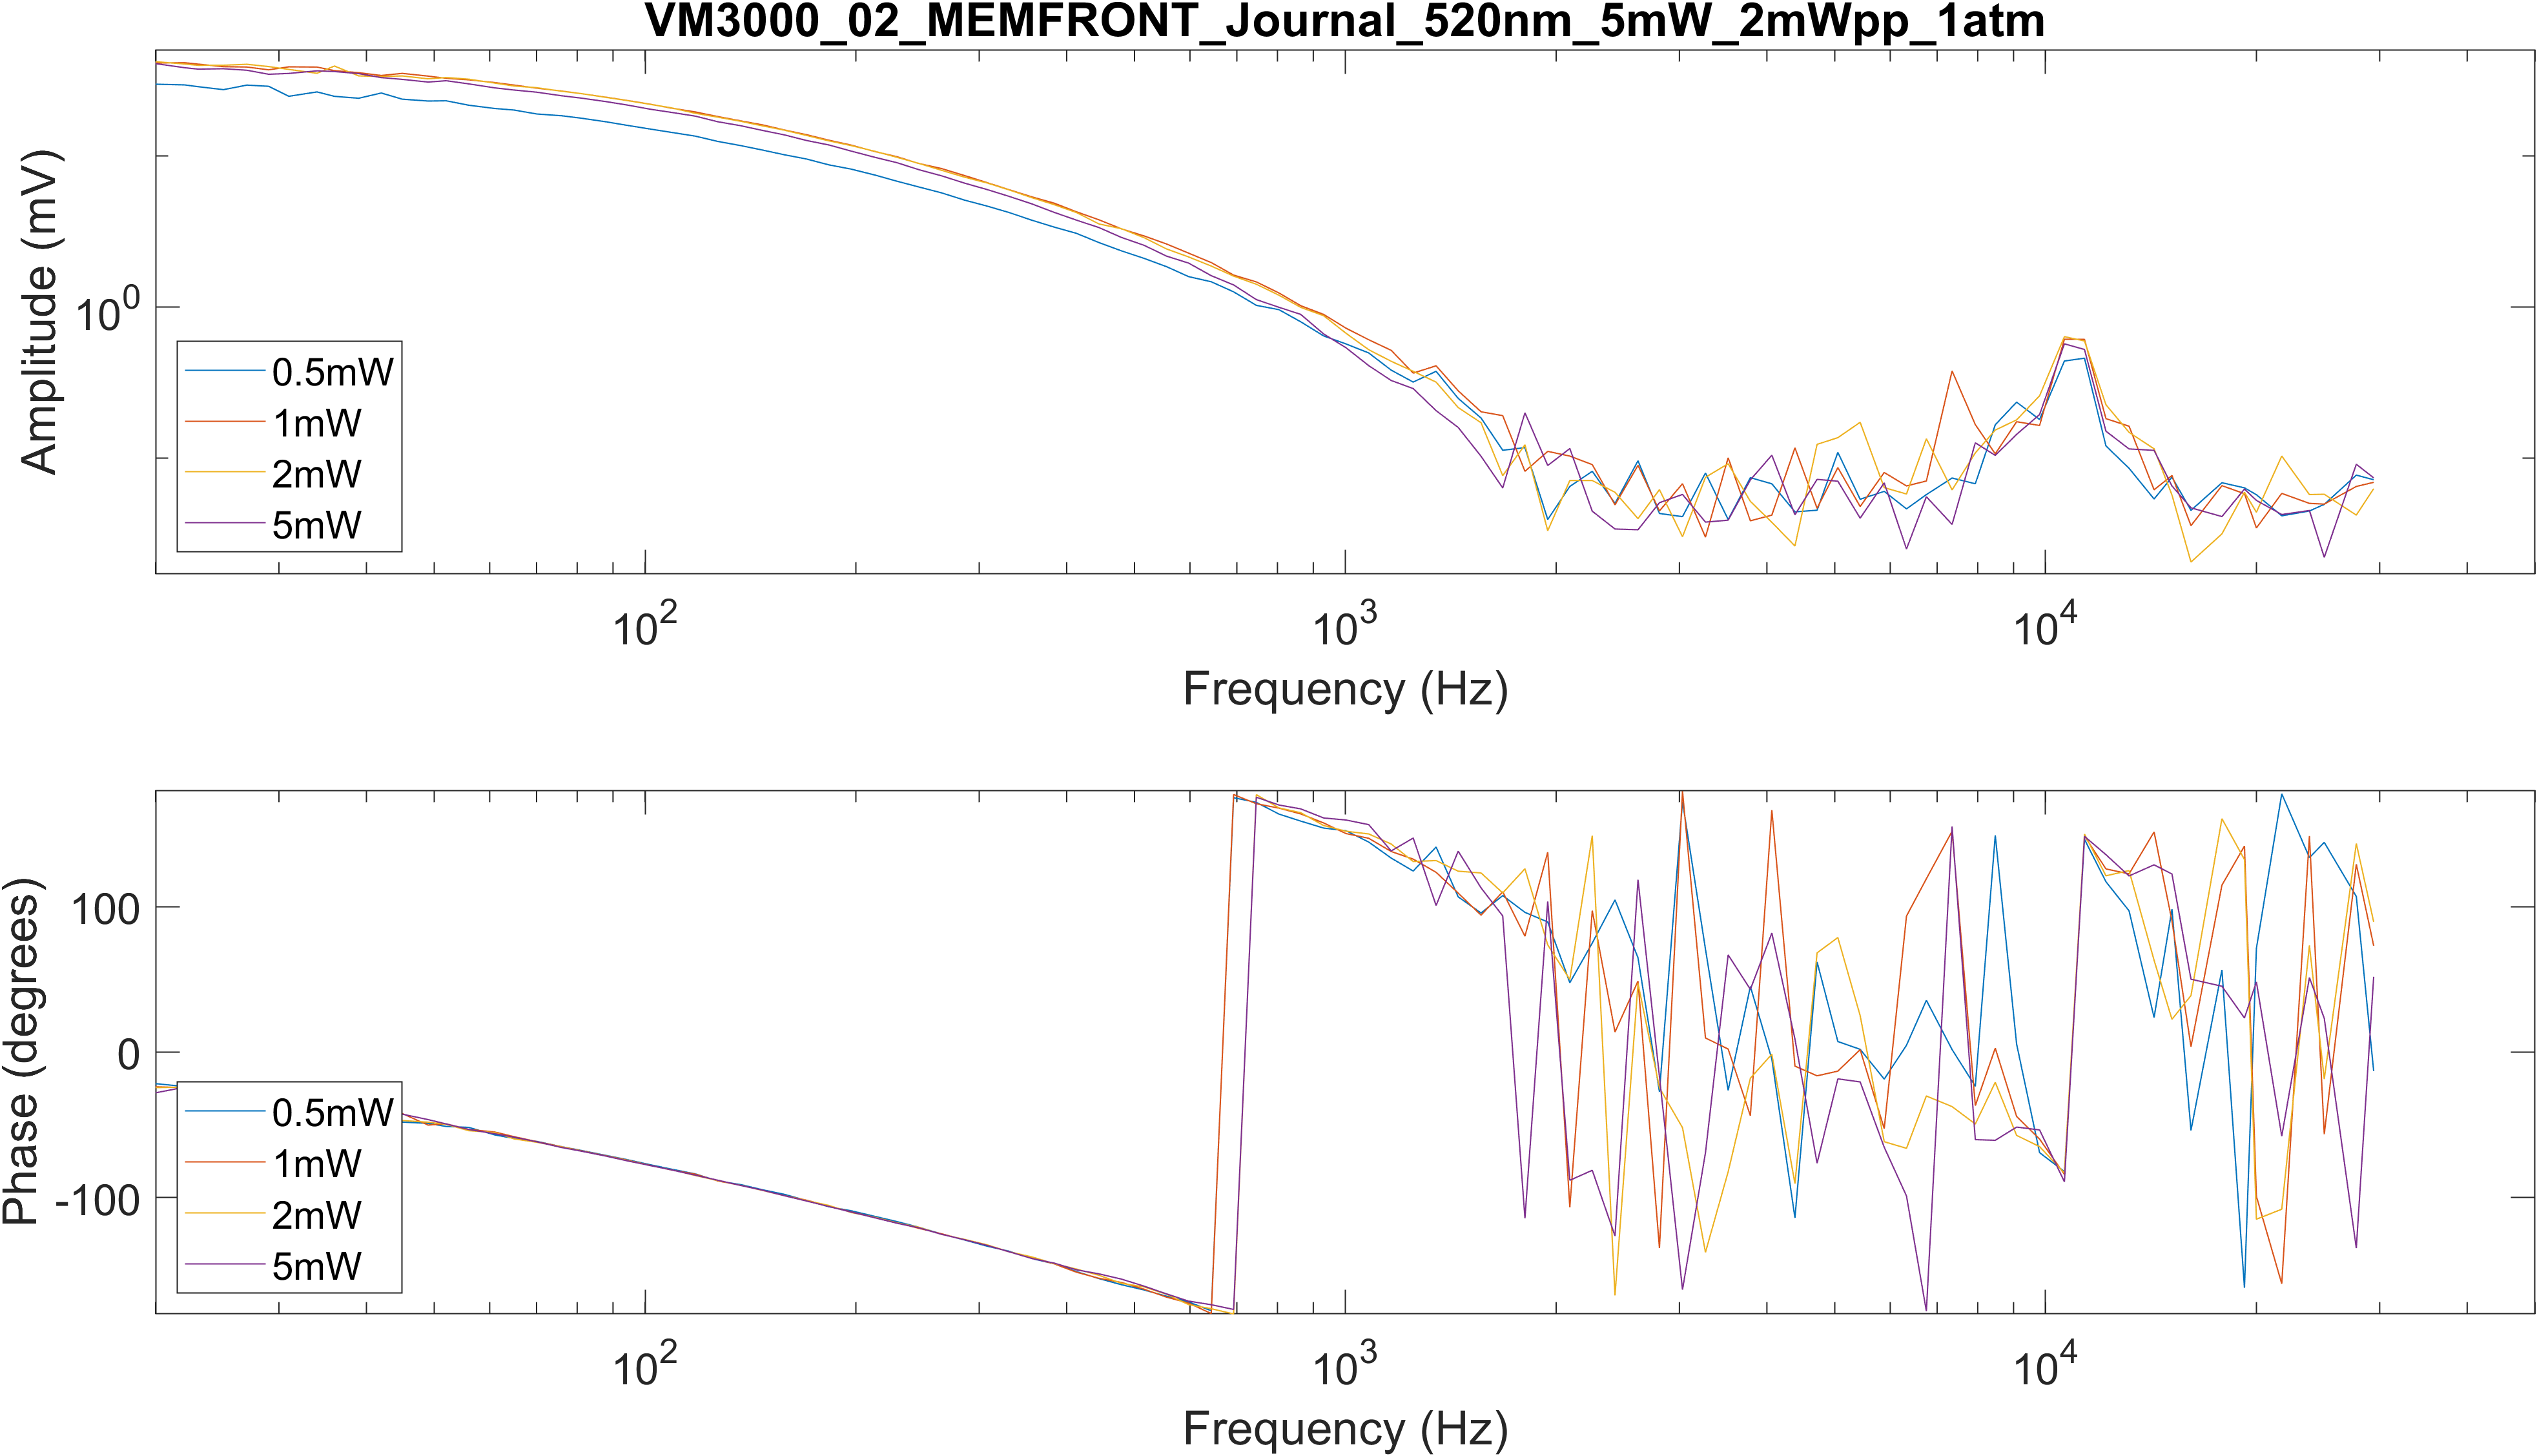 VM3000_02_MEMFRONT_Journal_520nm_5mW_2mWpp_1atm
Amplitude (mV)
10^0
0.5mW
1mW
2mW
5mW
10^2
10^3
10^4
Frequency (Hz)
Phase (degrees)
100
0
-100
0.5mW
1mW
2mW
5mW
10^2
10^3
10^4
Frequency (Hz)